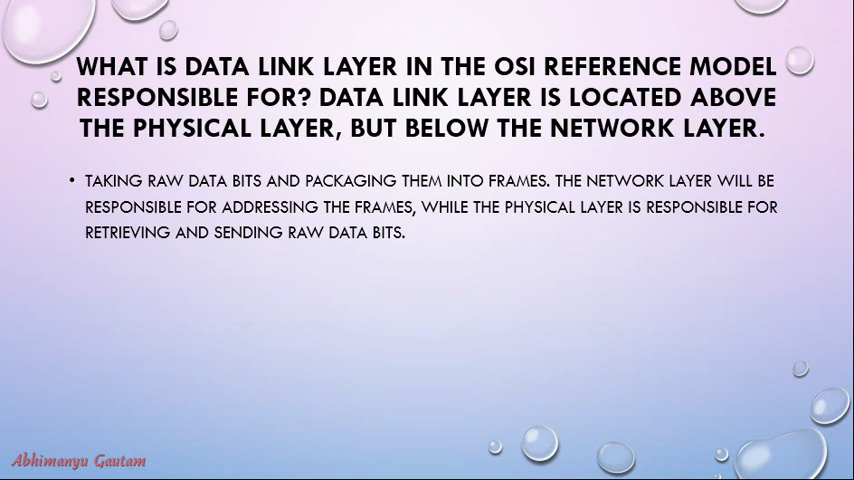 WHAT IS DATA LINK LAYER IN THE OSI REFERENCE MODEL
RESPONSIBLE FOR? DATA LINK LAYER IS LOCATED ABOVE
THE PHYSICAL LAYER, BUT BELOW THE NETWORK LAYER.
• TAKING RAW DATA BITS AND PACKAGING THEM INTO FRAMES. THE NETWORK LAYER WILL BE
RESPONSIBLE FOR ADDRESSING THE FRAMES, WHILE THE PHYSICAL LAYER IS RESPONSIBLE FOR
RETRIEVING AND SENDING RAW DATA BITS.
Abhimanyu Gautam